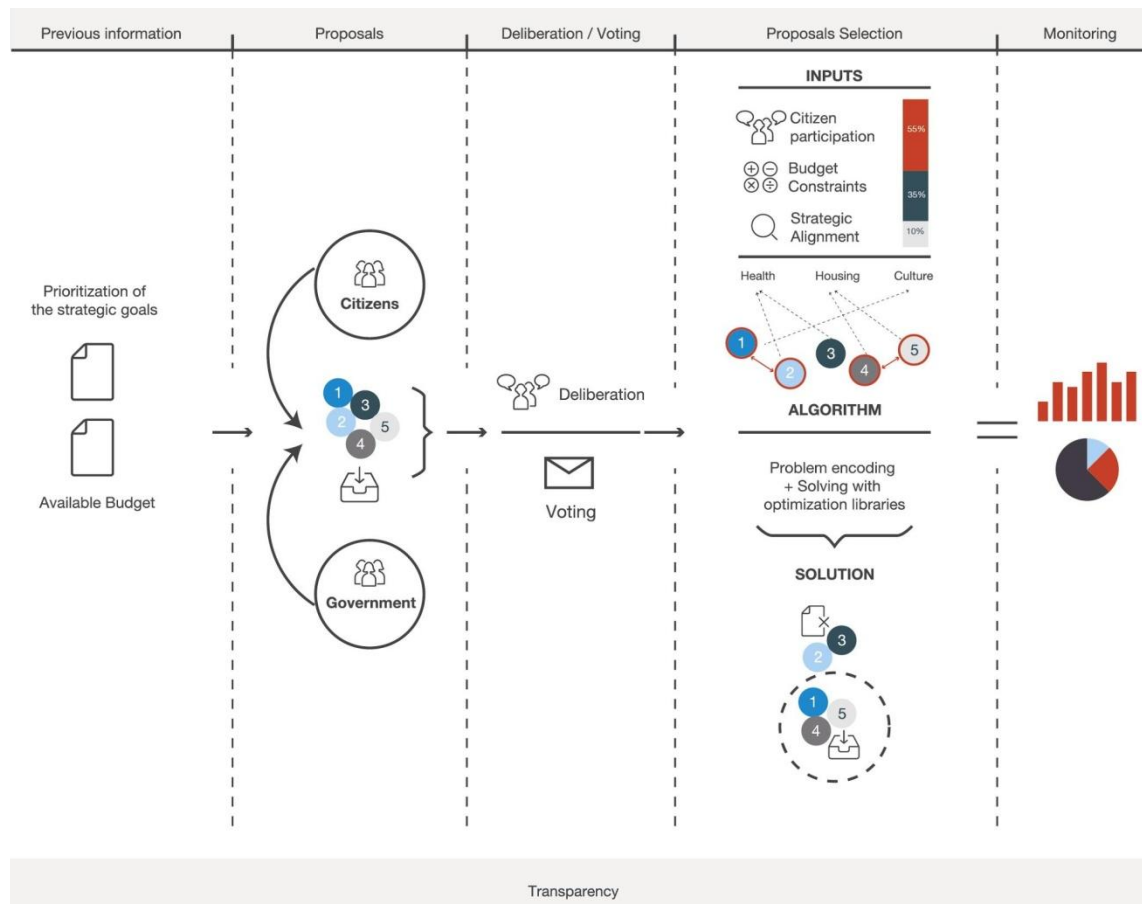 Previous information
Proposals
Deliberation / Voting
Proposals Selection
Monitoring
Prioritization of
the strategic goals
Available Budget
Citizens
1
3
2
5
4
Government
Deliberation
Voting
INPUTS
Citizen
participation
55%
Budget
Constraints
35%
Strategic
Alignment
10%
Health
Housing
Culture
1
2
3
4
5
ALGORITHM
Problem encoding
+ Solving with
optimization libraries
SOLUTION
3
2
1
5
4
Transparency